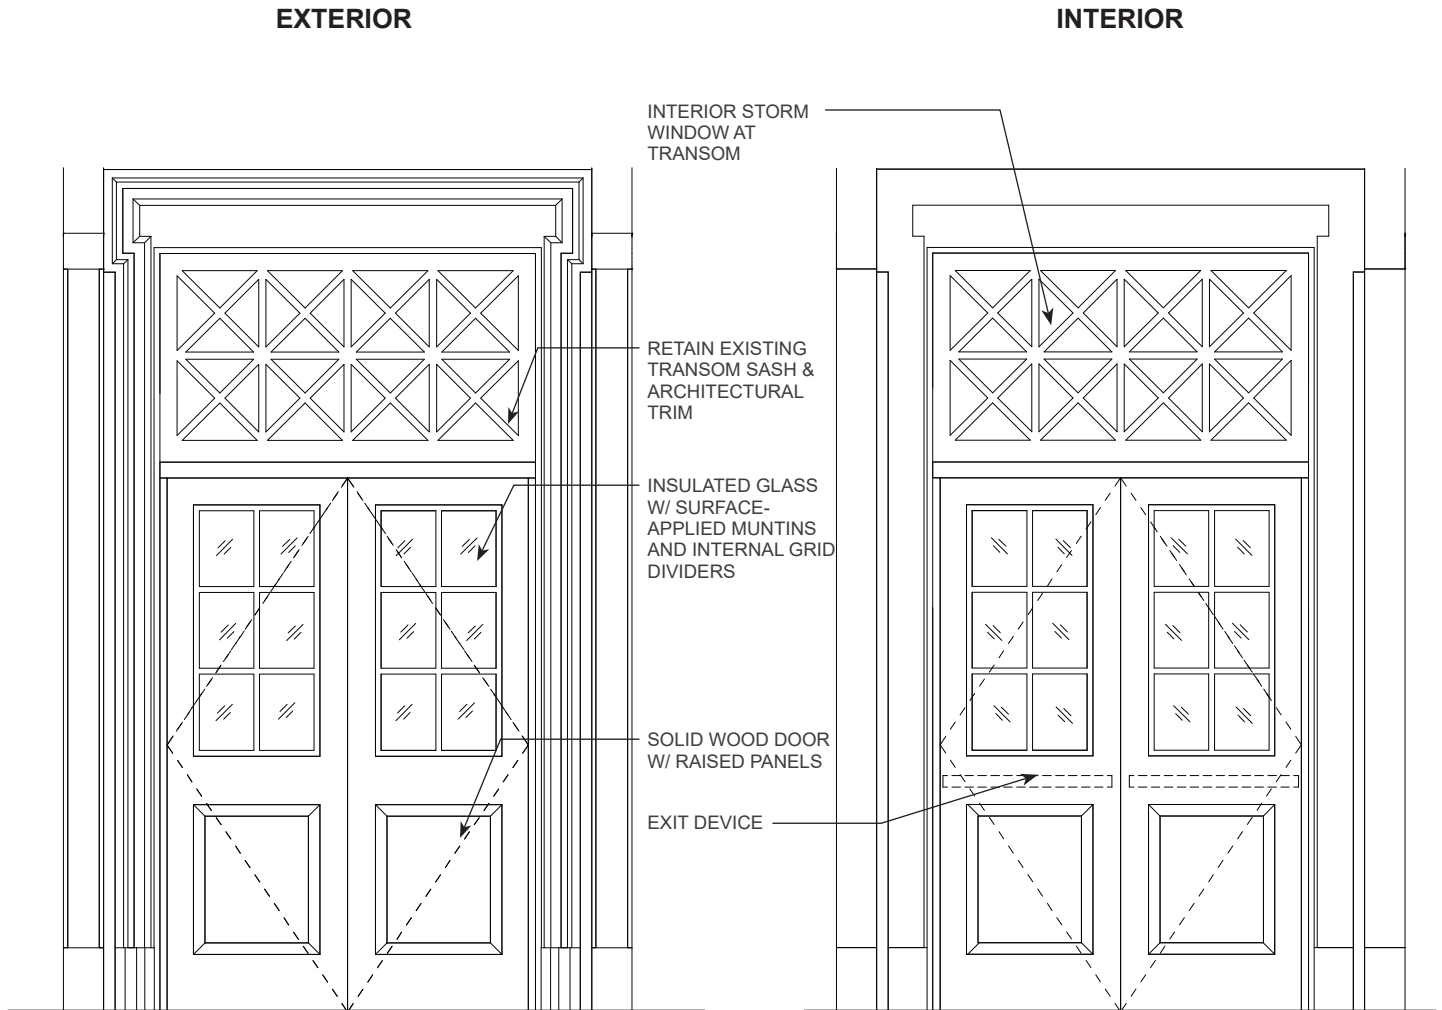 EXTERIOR
INTERIOR
INTERIOR STORM
WINDOW AT
TRANSOM
RETAIN EXISTING
TRANSOM SASH &
ARCHITECTURAL
TRIM
INSULATED GLASS
W/ SURFACE-
APPLIED MUNTINS
AND INTERNAL GRID
DIVIDERS
SOLID WOOD DOOR
W/ RAISED PANELS
EXIT DEVICE